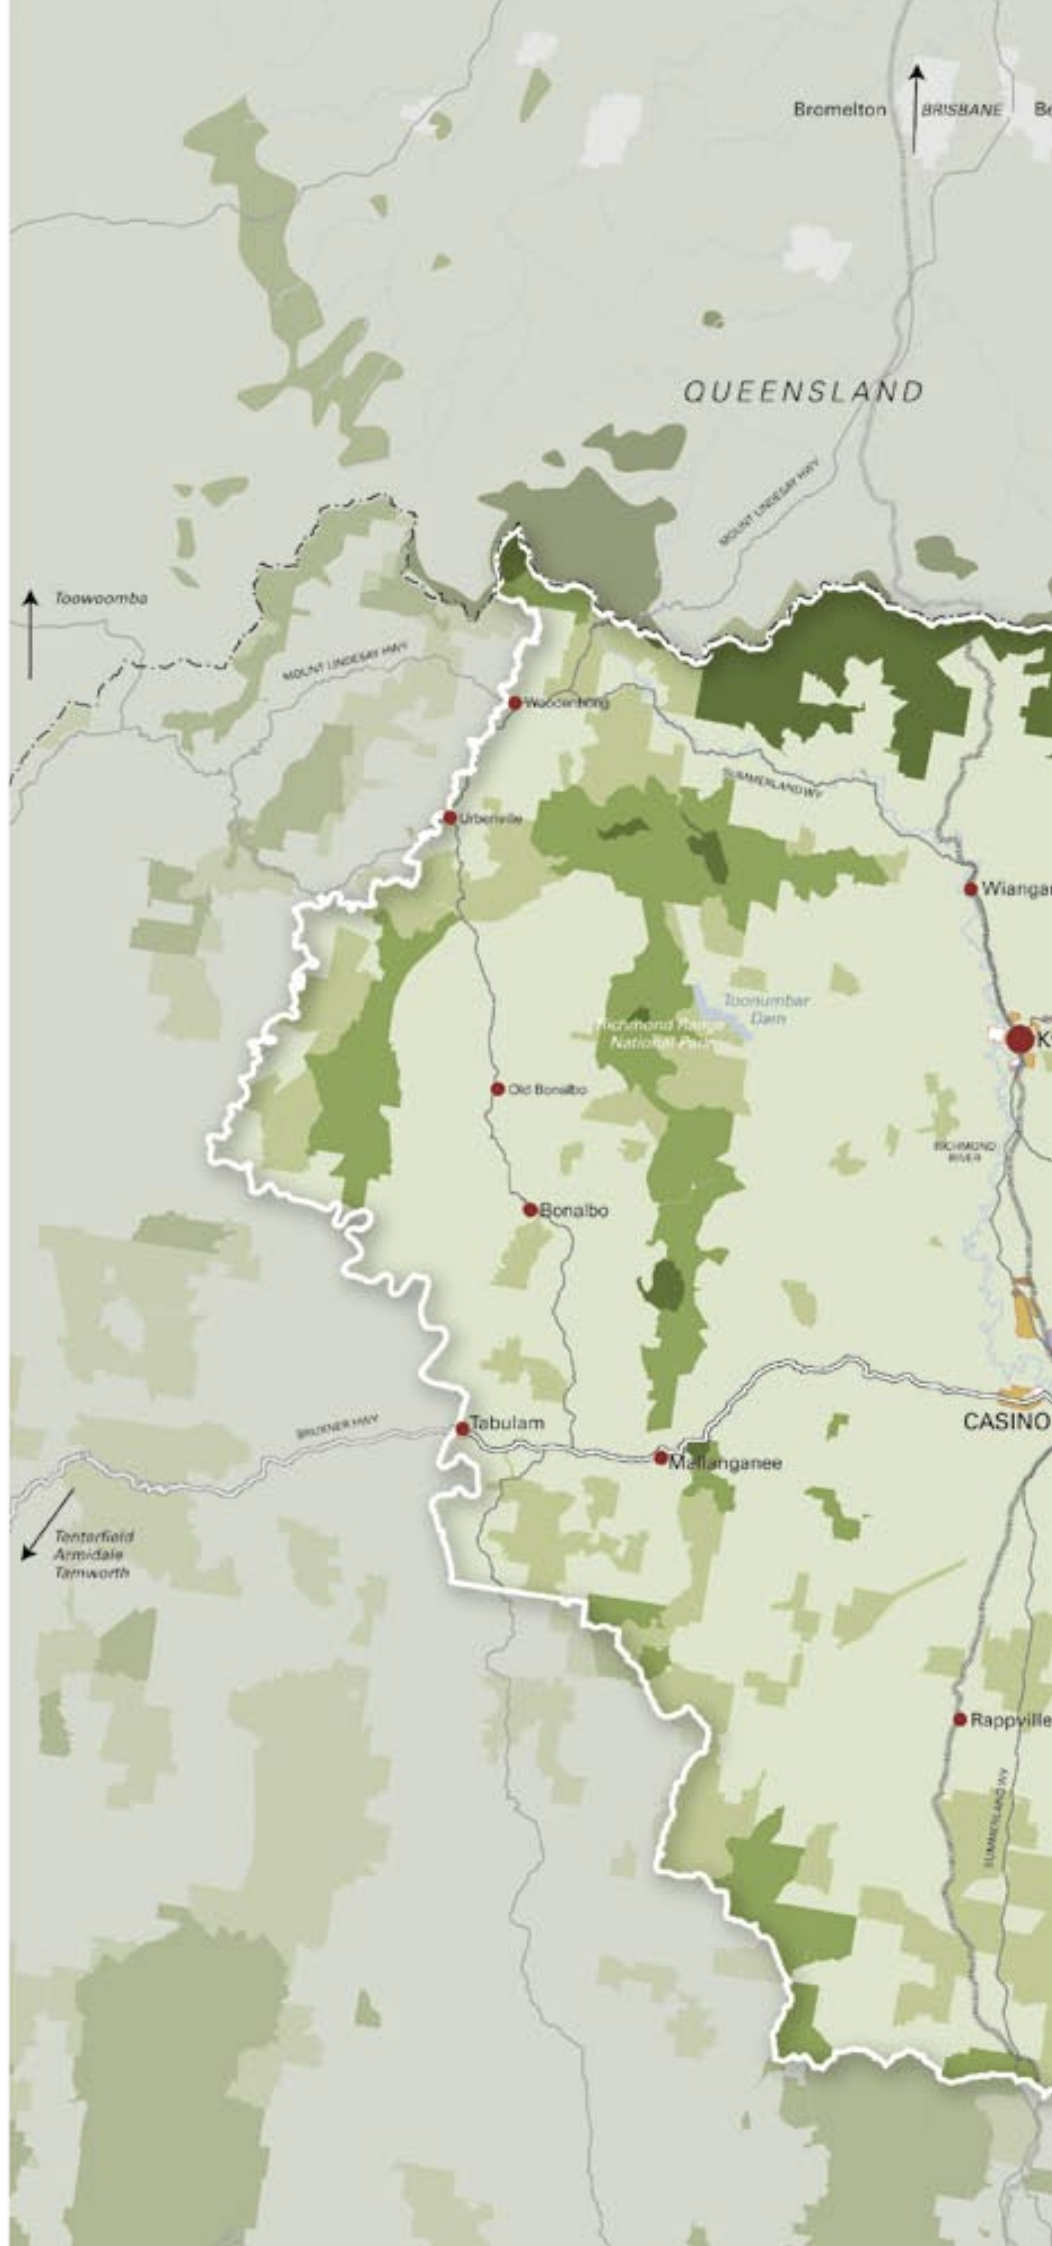 Bromelton
BRISBANE
Be
QUEENSLAND
MOUNT LINDESAY HWY
Toowoomba
MOUNT LINDESAY HWY
Woodenbong
SUMMERLAND WY
Urbenville
Wiangar
Toonumbar
Dam
Richmond Range
National Park
K
Old Bonalbo
RICHMOND
RIVER
Bonalbo
Tabulam
BRUXNER HWY
CASINO
Mallanganee
Tenterfield
Armidale
Tamworth
Rappville
SUMMERLAND WY